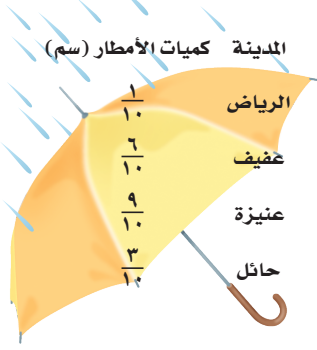 المدينة كميات الأمطار (سم)
الرياض ١/١٠
عفيف ٦/١٠
عنيزة ٩/١٠
حائل ٣/١٠